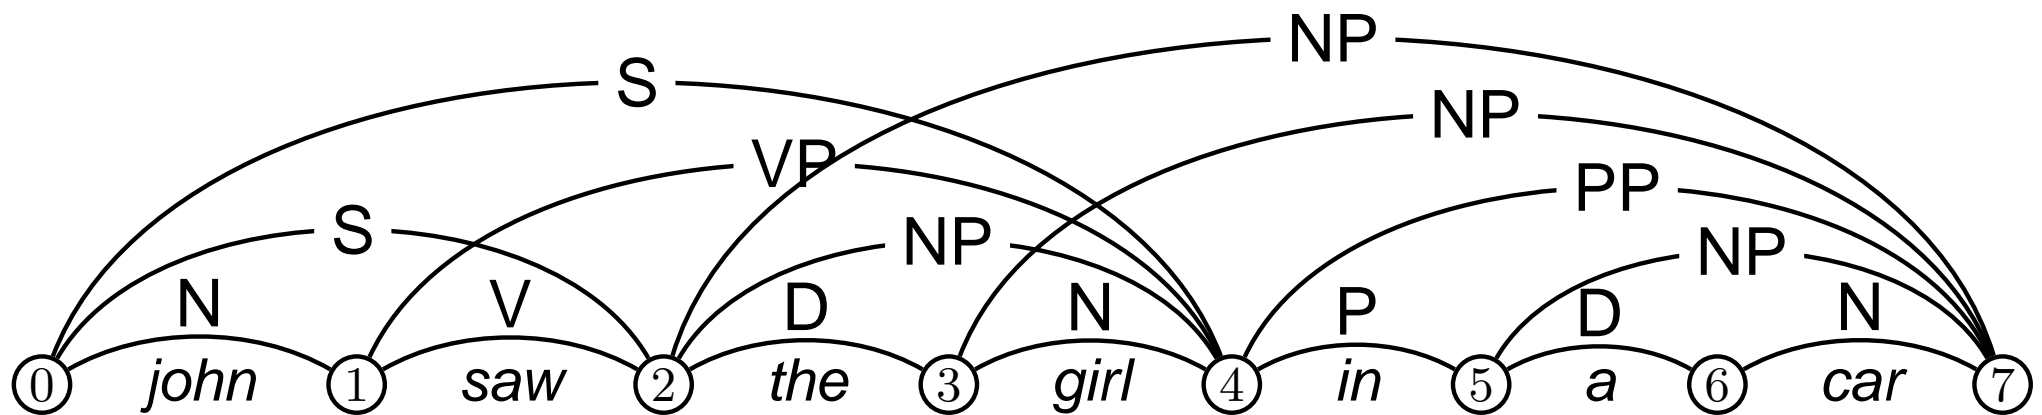 NP
S
NP
VP
PP
S
NP
NP
N V D N P D N
0 john 1 saw 2 the 3 girl 4 in 5 a 6 car 7